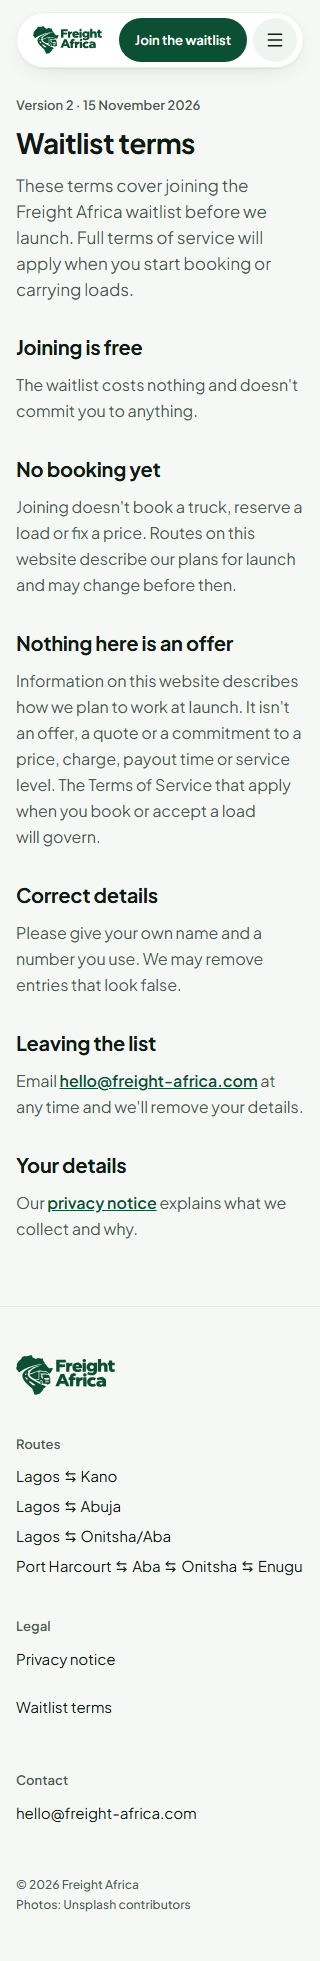 Freight
Africa
Join the waitlist
Version 2 · 15 November 2026
Waitlist terms
These terms cover joining the
Freight Africa waitlist before we
launch. Full terms of service will
apply when you start booking or
carrying loads.
Joining is free
The waitlist costs nothing and doesn't
commit you to anything.
No booking yet
Joining doesn't book a truck, reserve a
load or fix a price. Routes on this
website describe our plans for launch
and may change before then.
Nothing here is an offer
Information on this website describes
how we plan to work at launch. It isn't
an offer, a quote or a commitment to a
price, charge, payout time or service
level. The Terms of Service that apply
when you book or accept a load
will govern.
Correct details
Please give your own name and a
number you use. We may remove
entries that look false.
Leaving the list
Email hello@freight-africa.com at
any time and we'll remove your details.
Your details
Our privacy notice explains what we
collect and why.
Freight
Africa
Routes
Lagos ⇆ Kano
Lagos ⇆ Abuja
Lagos ⇆ Onitsha/Aba
Port Harcourt ⇆ Aba ⇆ Onitsha ⇆ Enugu
Legal
Privacy notice
Waitlist terms
Contact
hello@freight-africa.com
© 2026 Freight Africa
Photos: Unsplash contributors